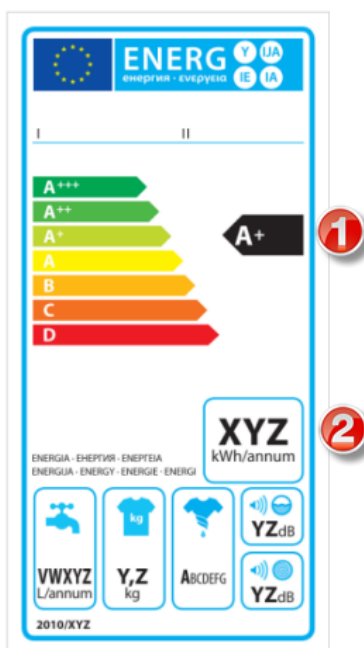 ENERG Y IJA
енергия · ενεργεια IE IA
I II
A+++
A++
A+ A+ 1
A
B
C
D
XYZ 2
kWh/annum
ENERGIA · ЕНЕРГИЯ · ΕΝΕΡΓΕΙΑ
ENERGIJA · ENERGY · ENERGIE · ENERGI
YZdB
VWXYZ Y,Z ABCDEFG
L/annum kg
YZdB
kg
2010/XYZ